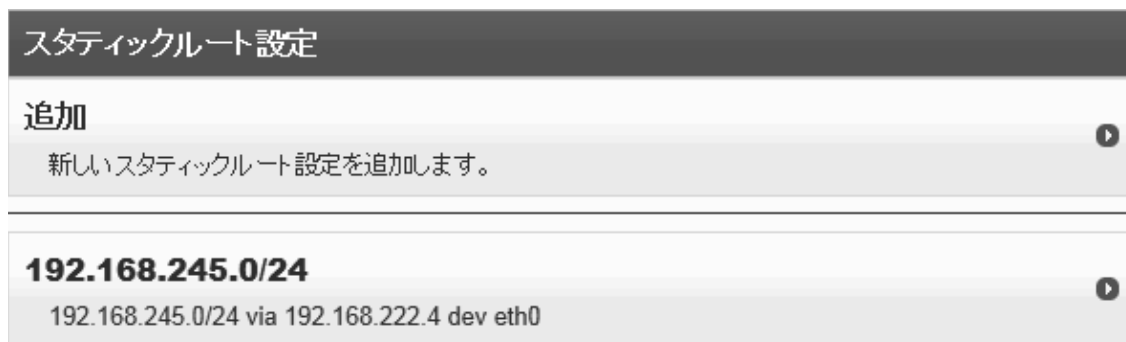 スタティックルート設定
追加
新しいスタティックルート設定を追加します。
192.168.245.0/24
192.168.245.0/24 via 192.168.222.4 dev eth0